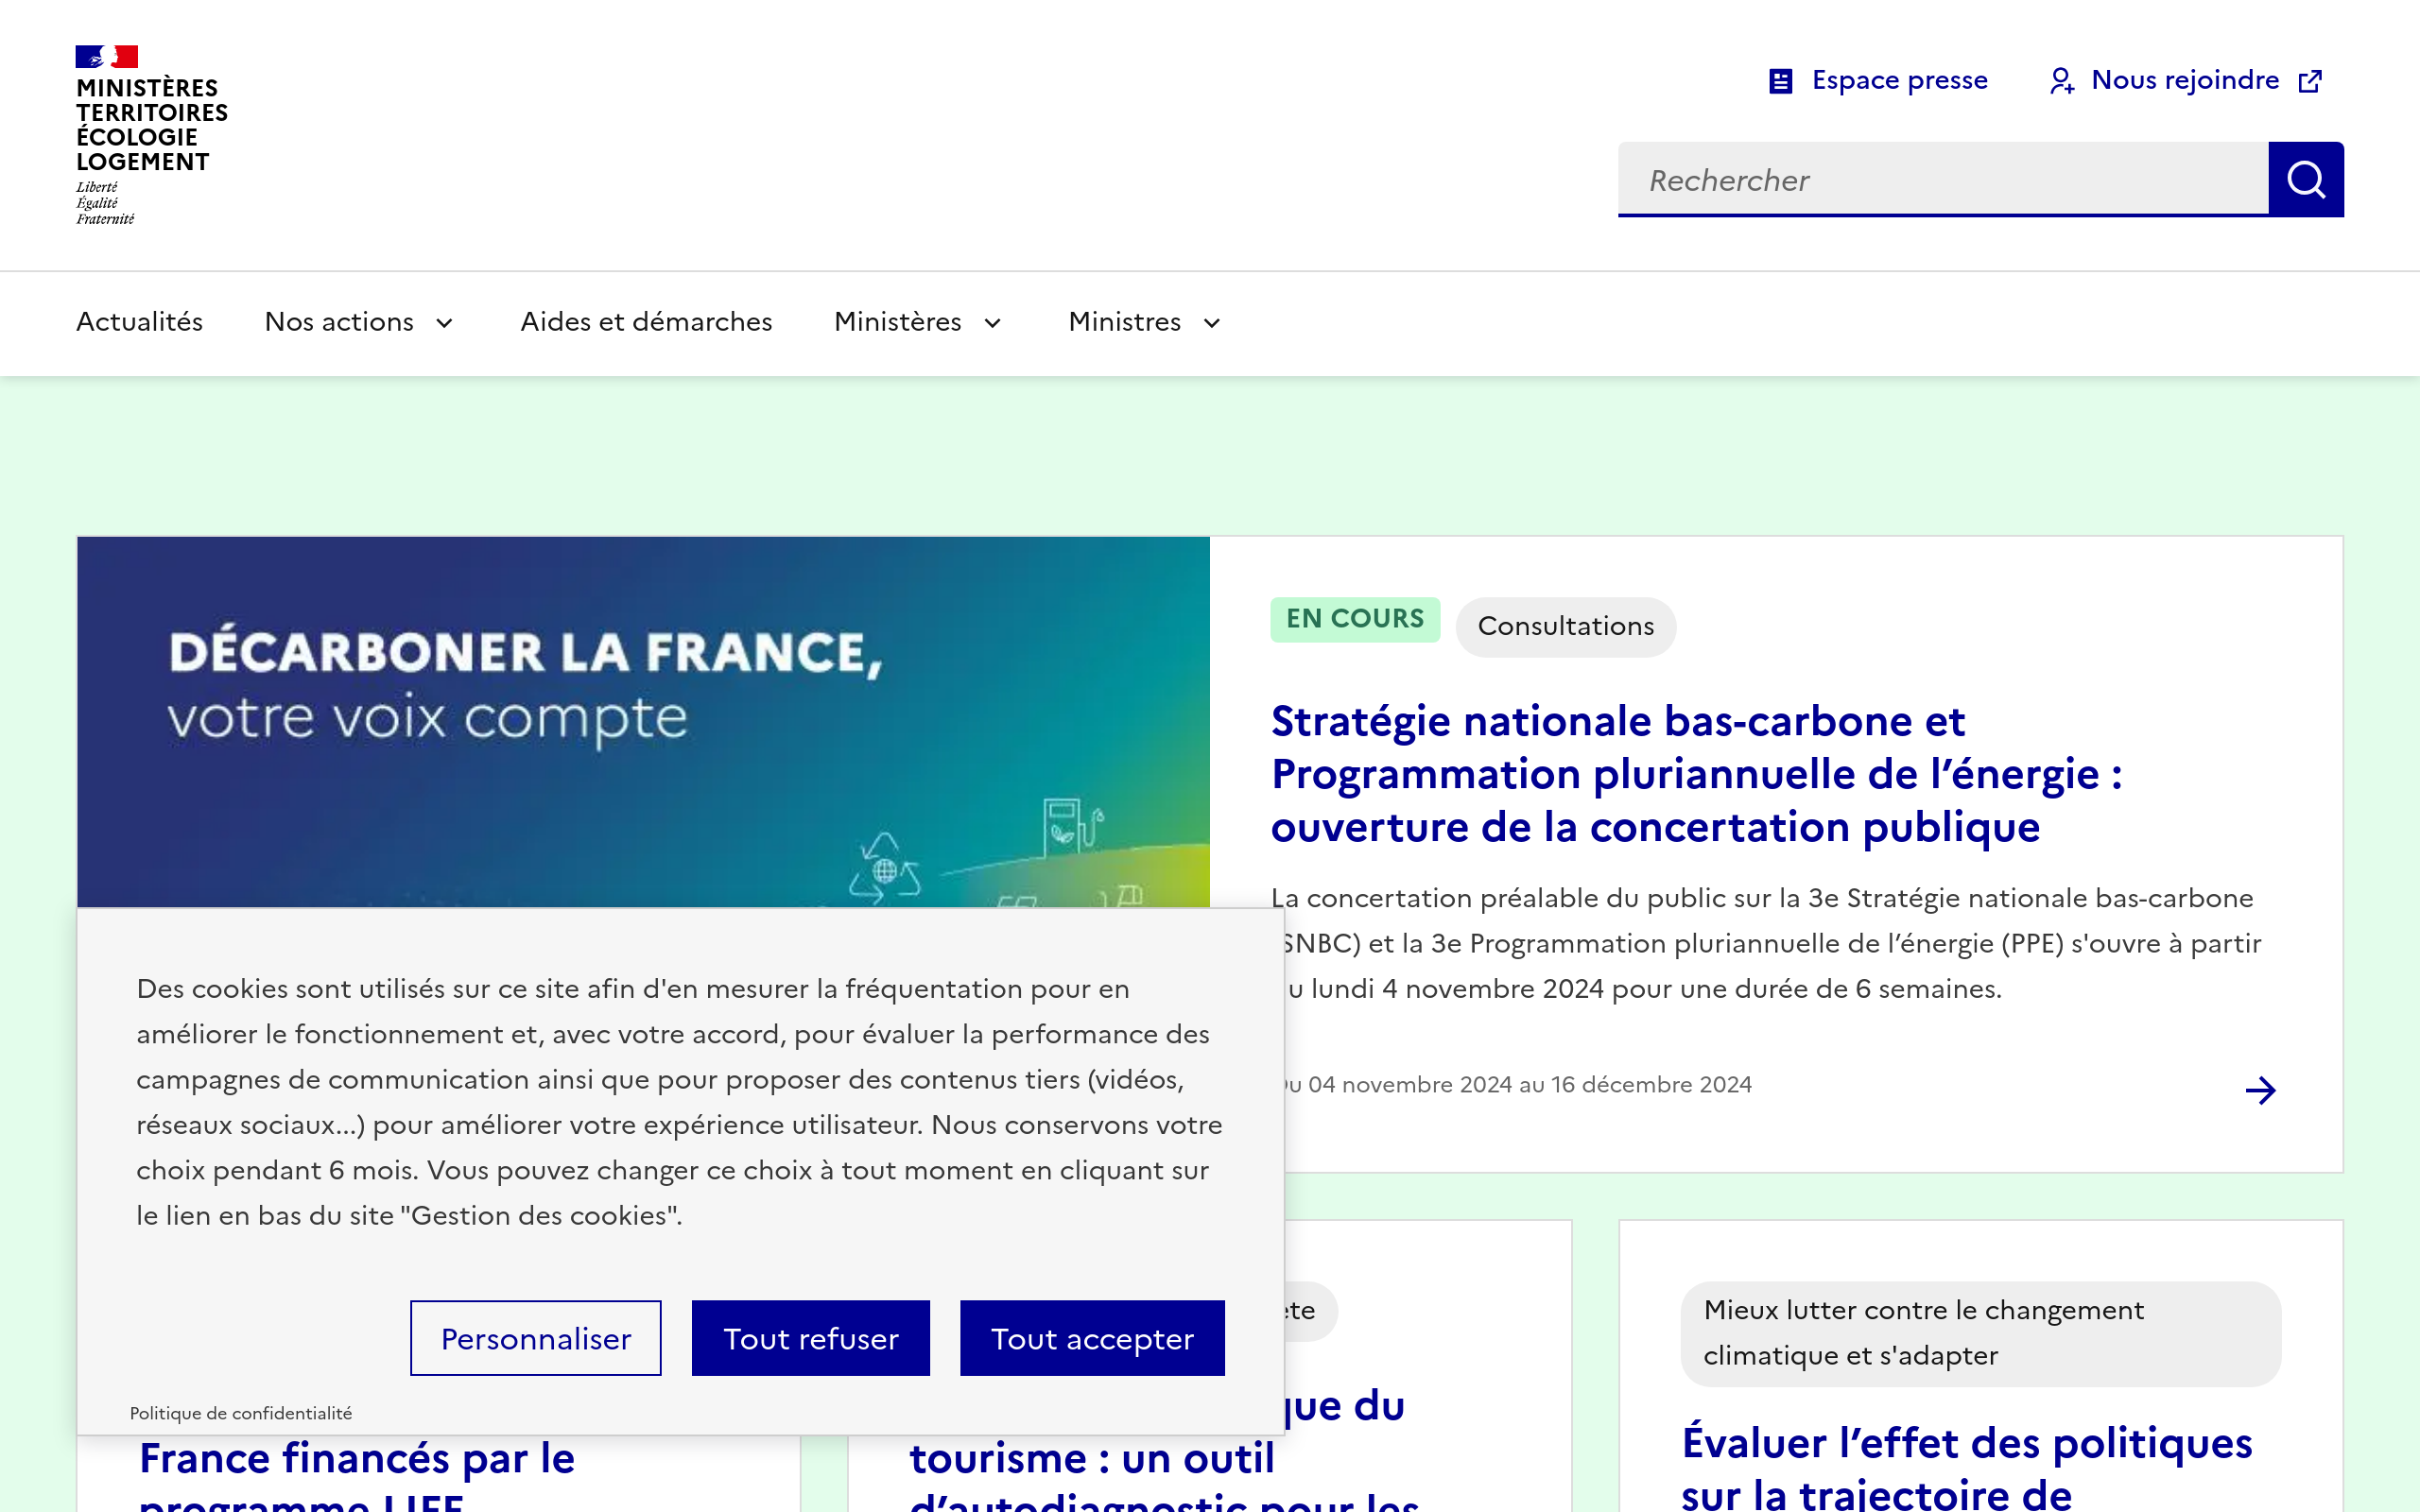 MINISTÈRES
TERRITOIRES
ÉCOLOGIE
LOGEMENT
Liberté
Égalité
Fraternité
Espace presse
Nous rejoindre
Rechercher
Actualités
Nos actions
Aides et démarches
Ministères
Ministres
DÉCARBONER LA FRANCE,
votre voix compte
EN COURS
Consultations
Stratégie nationale bas-carbone et
Programmation pluriannuelle de l’énergie :
ouverture de la concertation publique
La concertation préalable du public sur la 3e Stratégie nationale bas-carbone
SNBC) et la 3e Programmation pluriannuelle de l’énergie (PPE) s'ouvre à partir
u lundi 4 novembre 2024 pour une durée de 6 semaines.
Du 04 novembre 2024 au 16 décembre 2024
Des cookies sont utilisés sur ce site afin d'en mesurer la fréquentation pour en
améliorer le fonctionnement et, avec votre accord, pour évaluer la performance des
campagnes de communication ainsi que pour proposer des contenus tiers (vidéos,
réseaux sociaux...) pour améliorer votre expérience utilisateur. Nous conservons votre
choix pendant 6 mois. Vous pouvez changer ce choix à tout moment en cliquant sur
le lien en bas du site "Gestion des cookies".
Personnaliser
Tout refuser
Tout accepter
Politique de confidentialité
France financés par le
programme LIFE
du
tourisme : un outil
d’autodiagnostic pour les
Mieux lutter contre le changement
climatique et s'adapter
Évaluer l’effet des politiques
sur la trajectoire de